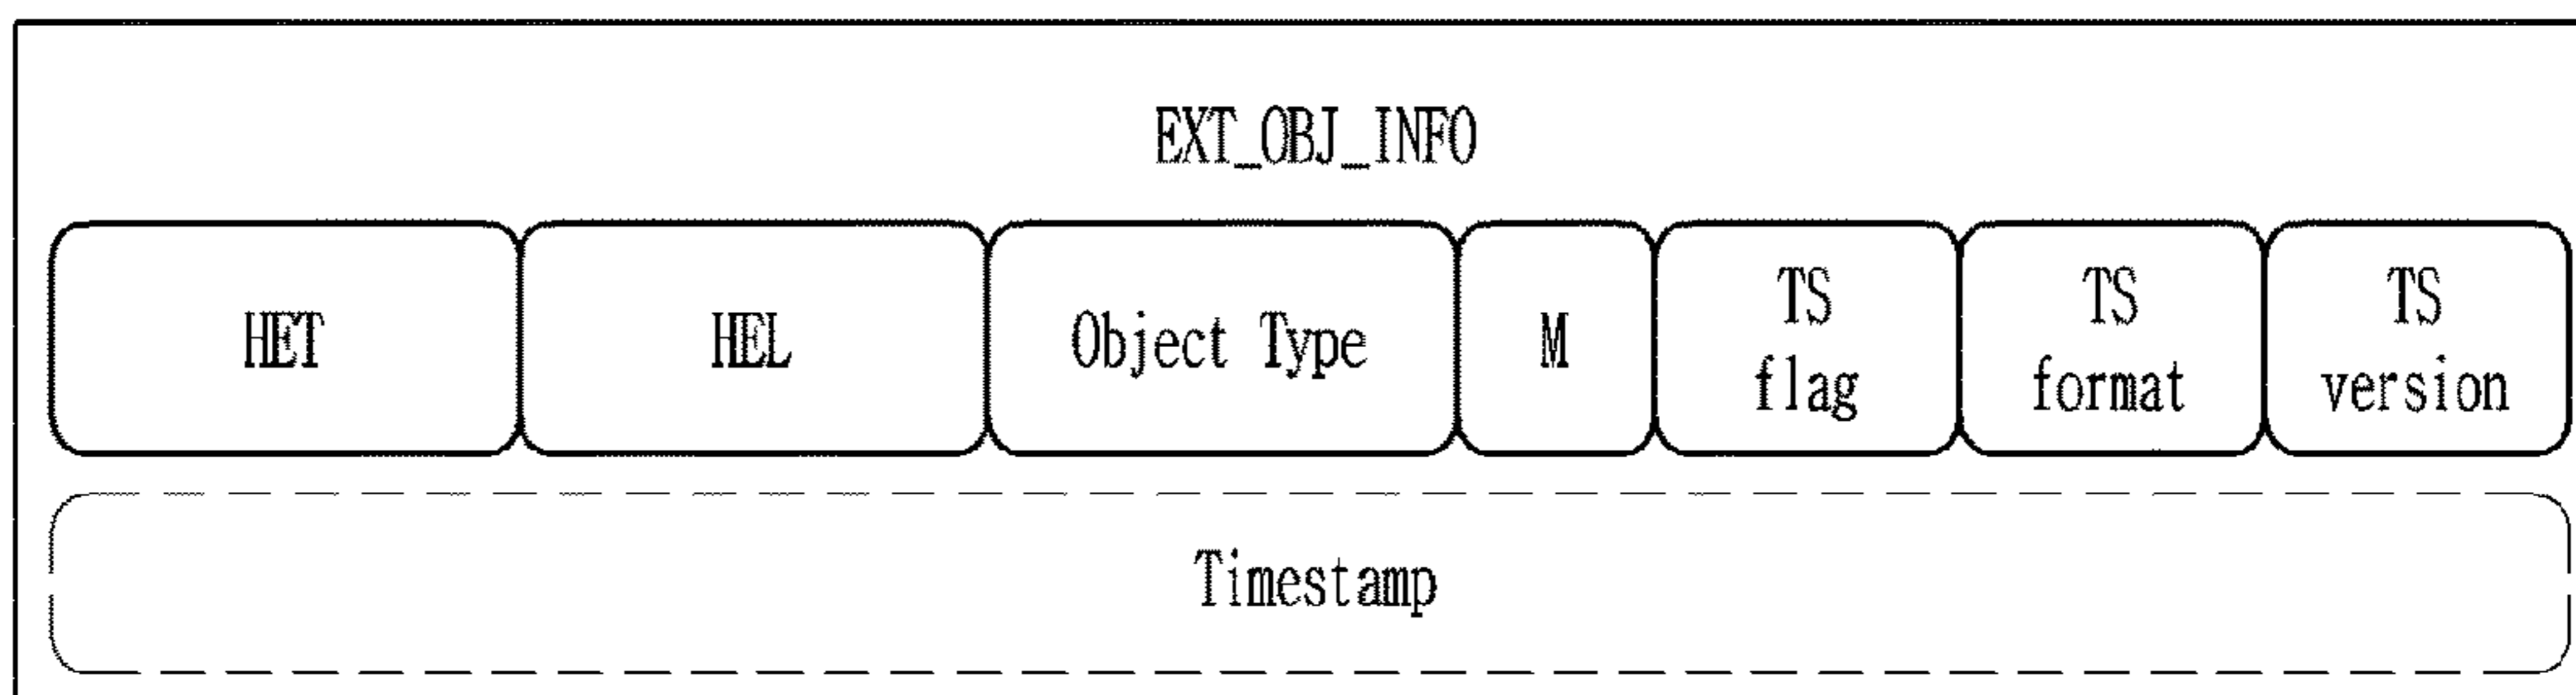 EXT_OBJ_INFO
HET
HEL
Object Type
M
TS
flag
TS
format
TS
version
Timestamp